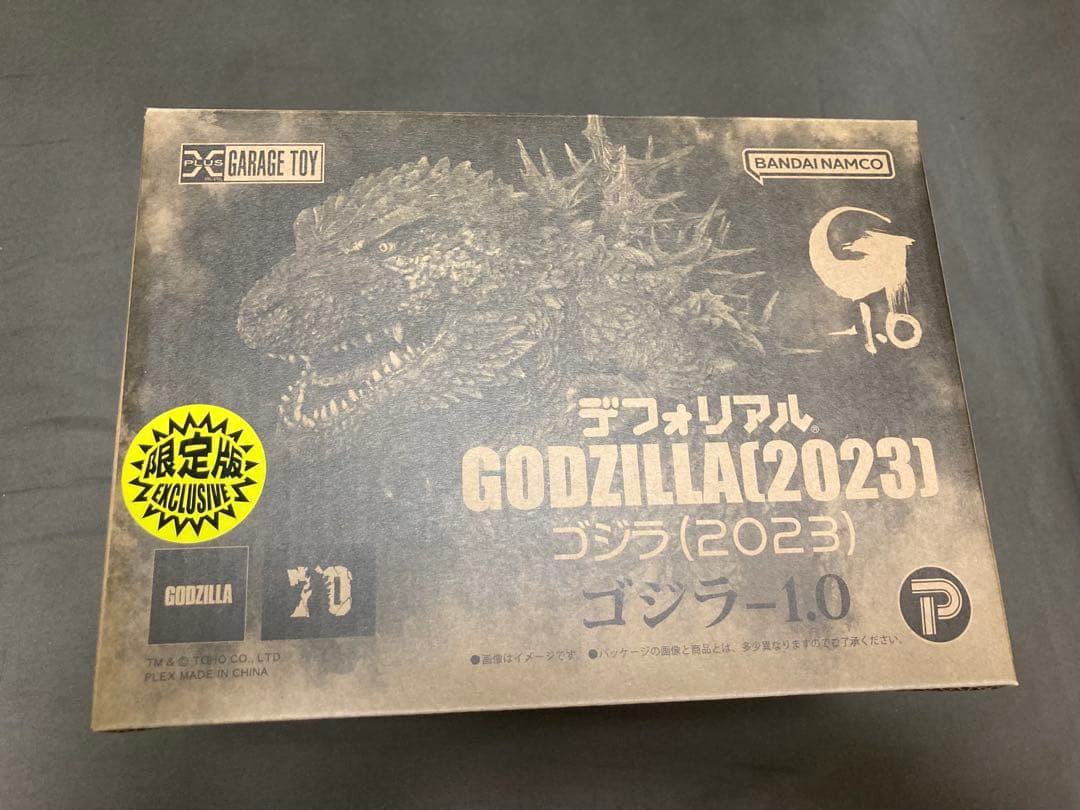 X PLUS GARAGE TOY
BANDAI NAMCO
G
-1.0
デフォリアル®
GODZILLA(2023)
ゴジラ(2023)
ゴジラ-1.0
限定版
EXCLUSIVE
GODZILLA
70
P
●画像はイメージです。●パッケージの画像と商品とは、多少異なりますのでご了承ください。
TM & © TOHO CO., LTD.
PLEX MADE IN CHINA